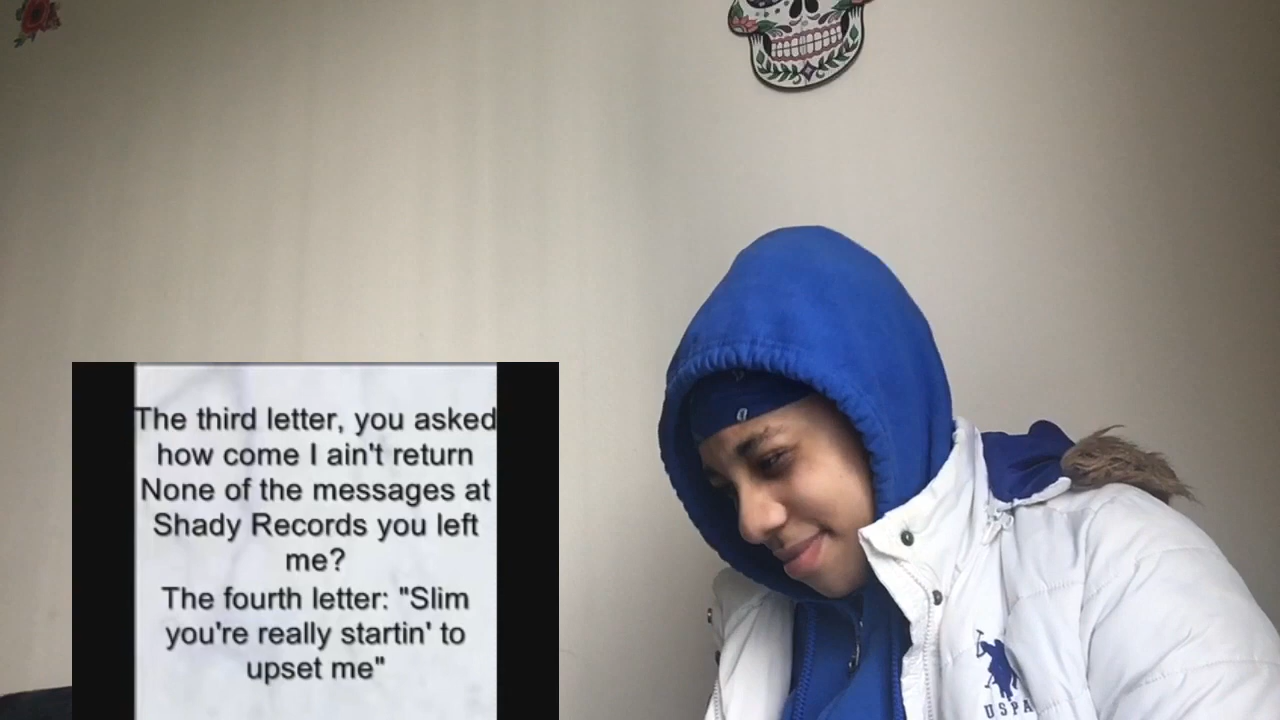 The third letter, you asked
how come I ain't return
None of the messages at
Shady Records you left
me?
The fourth letter: "Slim
you're really startin' to
upset me"
USPA